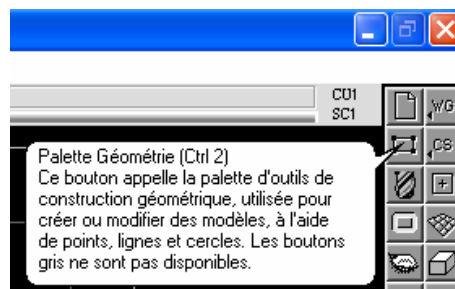 CU1
SC1
WG
CS
Palette Géométrie (Ctrl 2)
Ce bouton appelle la palette d'outils de
construction géométrique, utilisée pour
créer ou modifier des modèles, à l'aide
de points, lignes et cercles. Les boutons
gris ne sont pas disponibles.